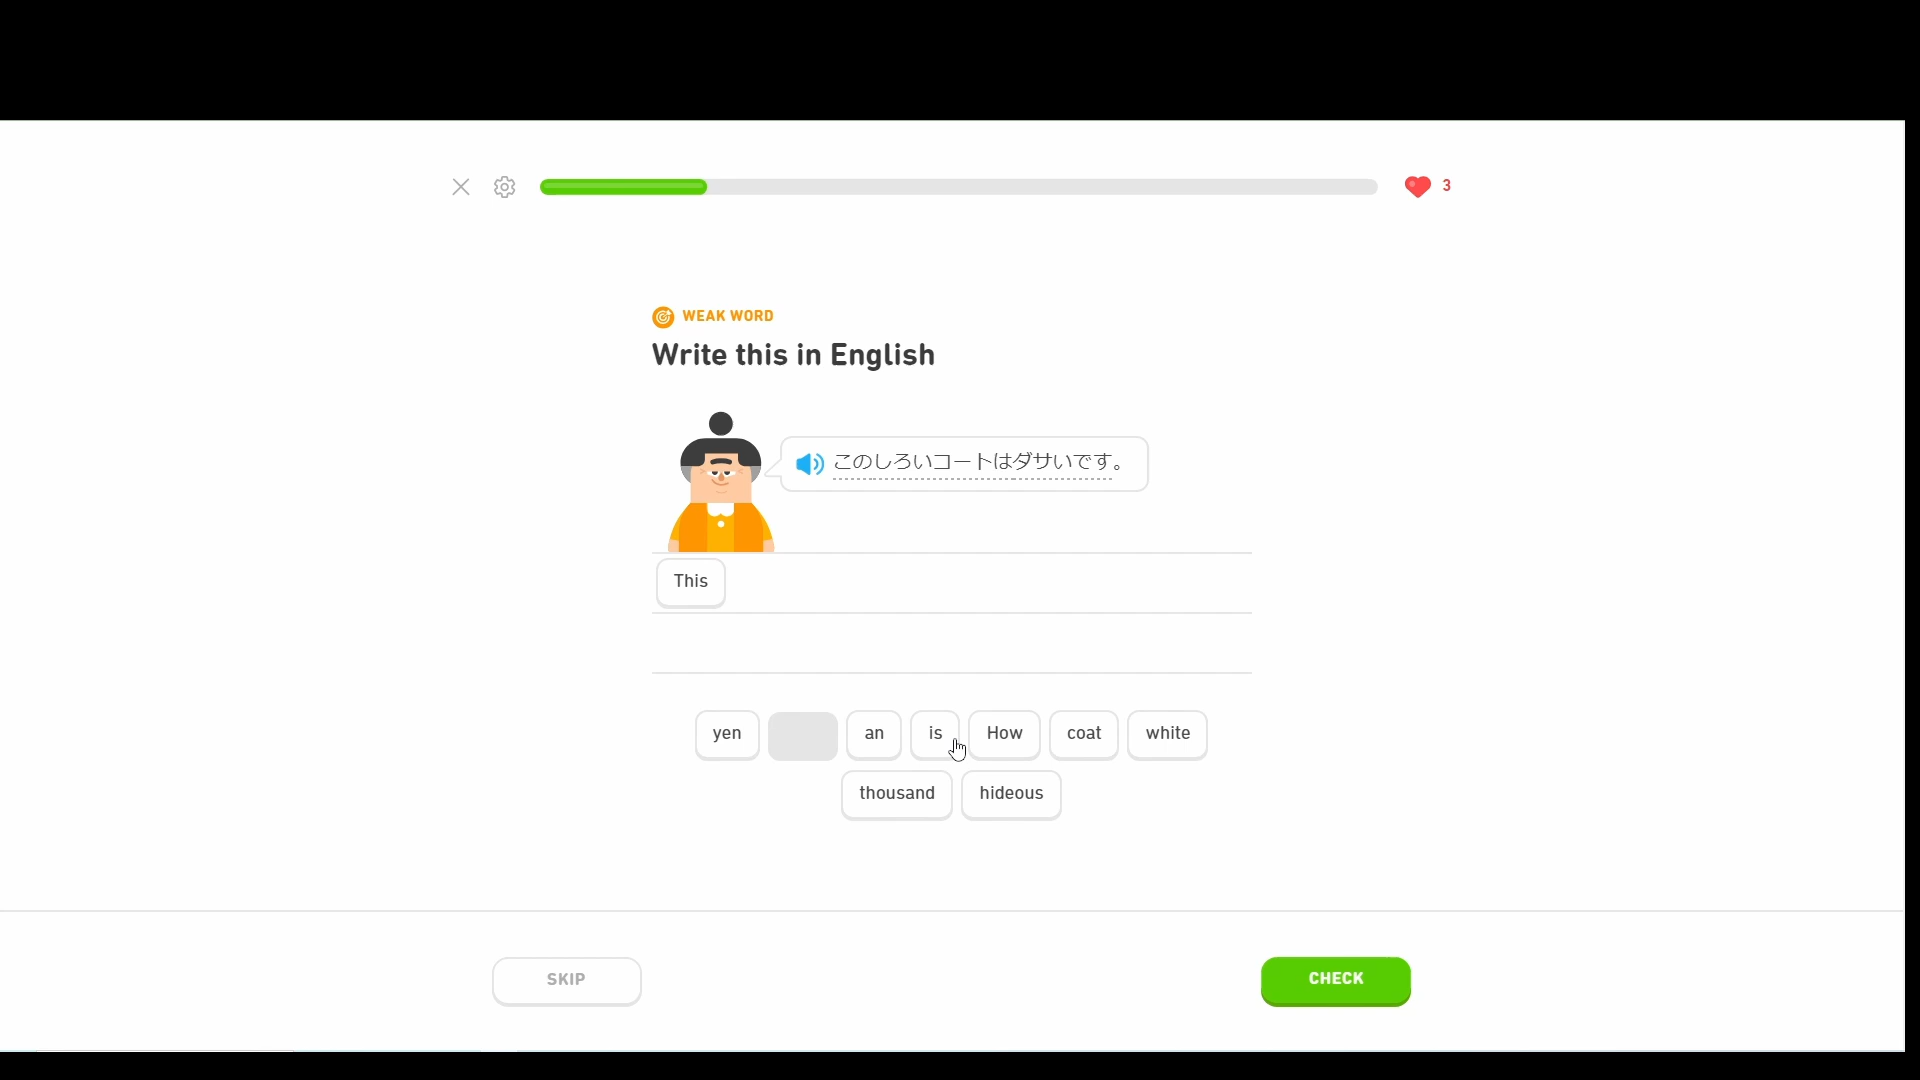 3
WEAK WORD
Write this in English
このしろいコートはダサいです。
This
yen an is How coat white
thousand hideous
SKIP CHECK